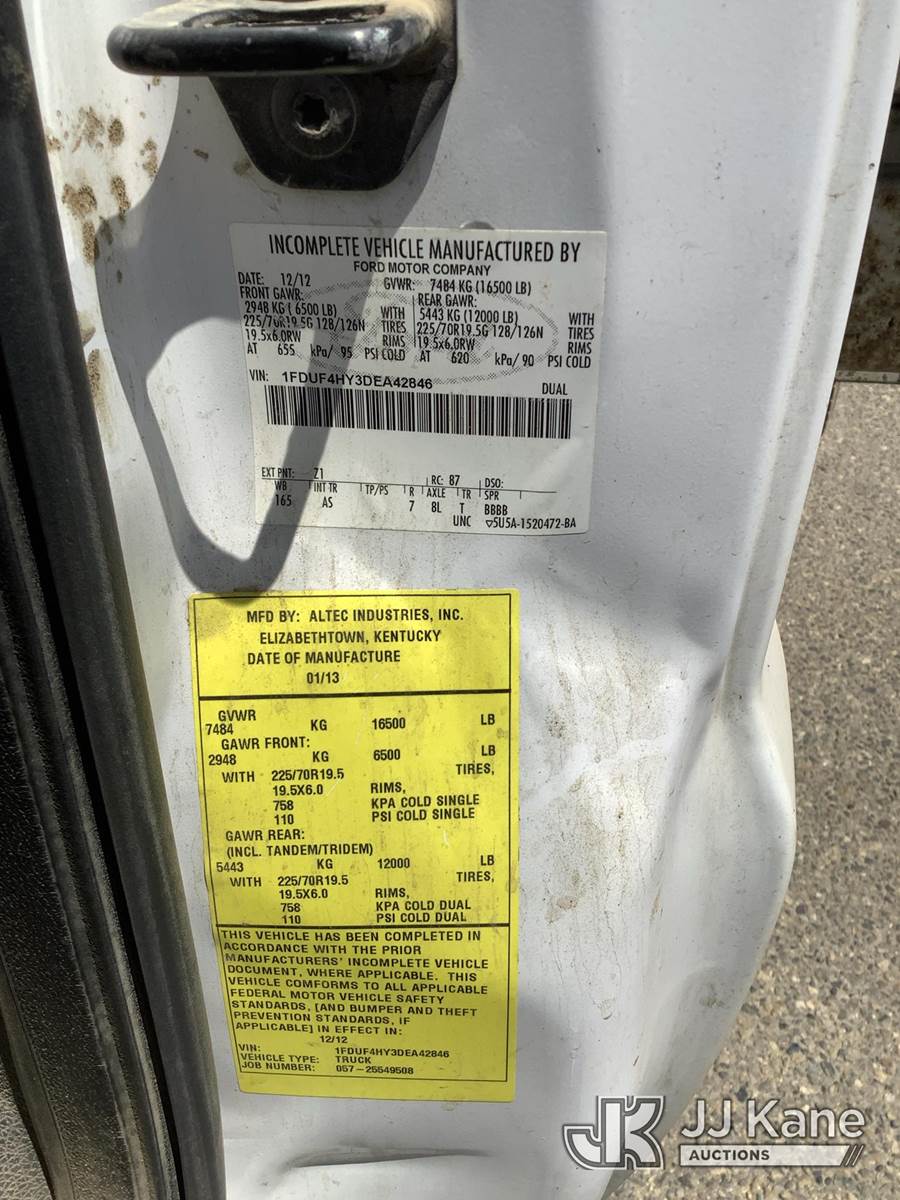 INCOMPLETE VEHICLE MANUFACTURED BY
FORD MOTOR COMPANY
DATE: 12/12 GVWR: 7484 KG (16500 LB)
FRONT GAWR: REAR GAWR:
2948 KG ( 6500 LB) WITH 5443 KG (12000 LB) WITH
225/70R19.5G 128/126N TIRES 225/70R19.5G 128/126N TIRES
19.5x6.0RW RIMS 19.5x6.0RW RIMS
AT 655 kPa/ 95 PSI COLD AT 620 kPa/ 90 PSI COLD
VIN: 1FDUF4HY3DEA42846 DUAL
EXT PNT: Z1 RC: 87 DSO:
WB INT TR TP/PS R AXLE TR SPR
165 AS 7 8L T BBBB
UNC ▽5U5A-1520472-BA
MFD BY: ALTEC INDUSTRIES, INC.
ELIZABETHTOWN, KENTUCKY
DATE OF MANUFACTURE
01/13
GVWR
7484 KG 16500 LB
GAWR FRONT:
2948 KG 6500 LB
WITH 225/70R19.5 TIRES,
19.5X6.0 RIMS,
758 KPA COLD SINGLE
110 PSI COLD SINGLE
GAWR REAR:
(INCL. TANDEM/TRIDEM)
5443 KG 12000 LB
WITH 225/70R19.5 TIRES,
19.5X6.0 RIMS,
758 KPA COLD DUAL
110 PSI COLD DUAL
THIS VEHICLE HAS BEEN COMPLETED IN
ACCORDANCE WITH THE PRIOR
MANUFACTURERS' INCOMPLETE VEHICLE
DOCUMENT, WHERE APPLICABLE. THIS
VEHICLE COMFORMS TO ALL APPLICABLE
FEDERAL MOTOR VEHICLE SAFETY
STANDARDS, [AND BUMPER AND THEFT
PREVENTION STANDARDS, IF
APPLICABLE] IN EFFECT IN:
12/12
VIN: 1FDUF4HY3DEA42846
VEHICLE TYPE: TRUCK
JOB NUMBER: 057-25549508
JK JJ Kane
AUCTIONS